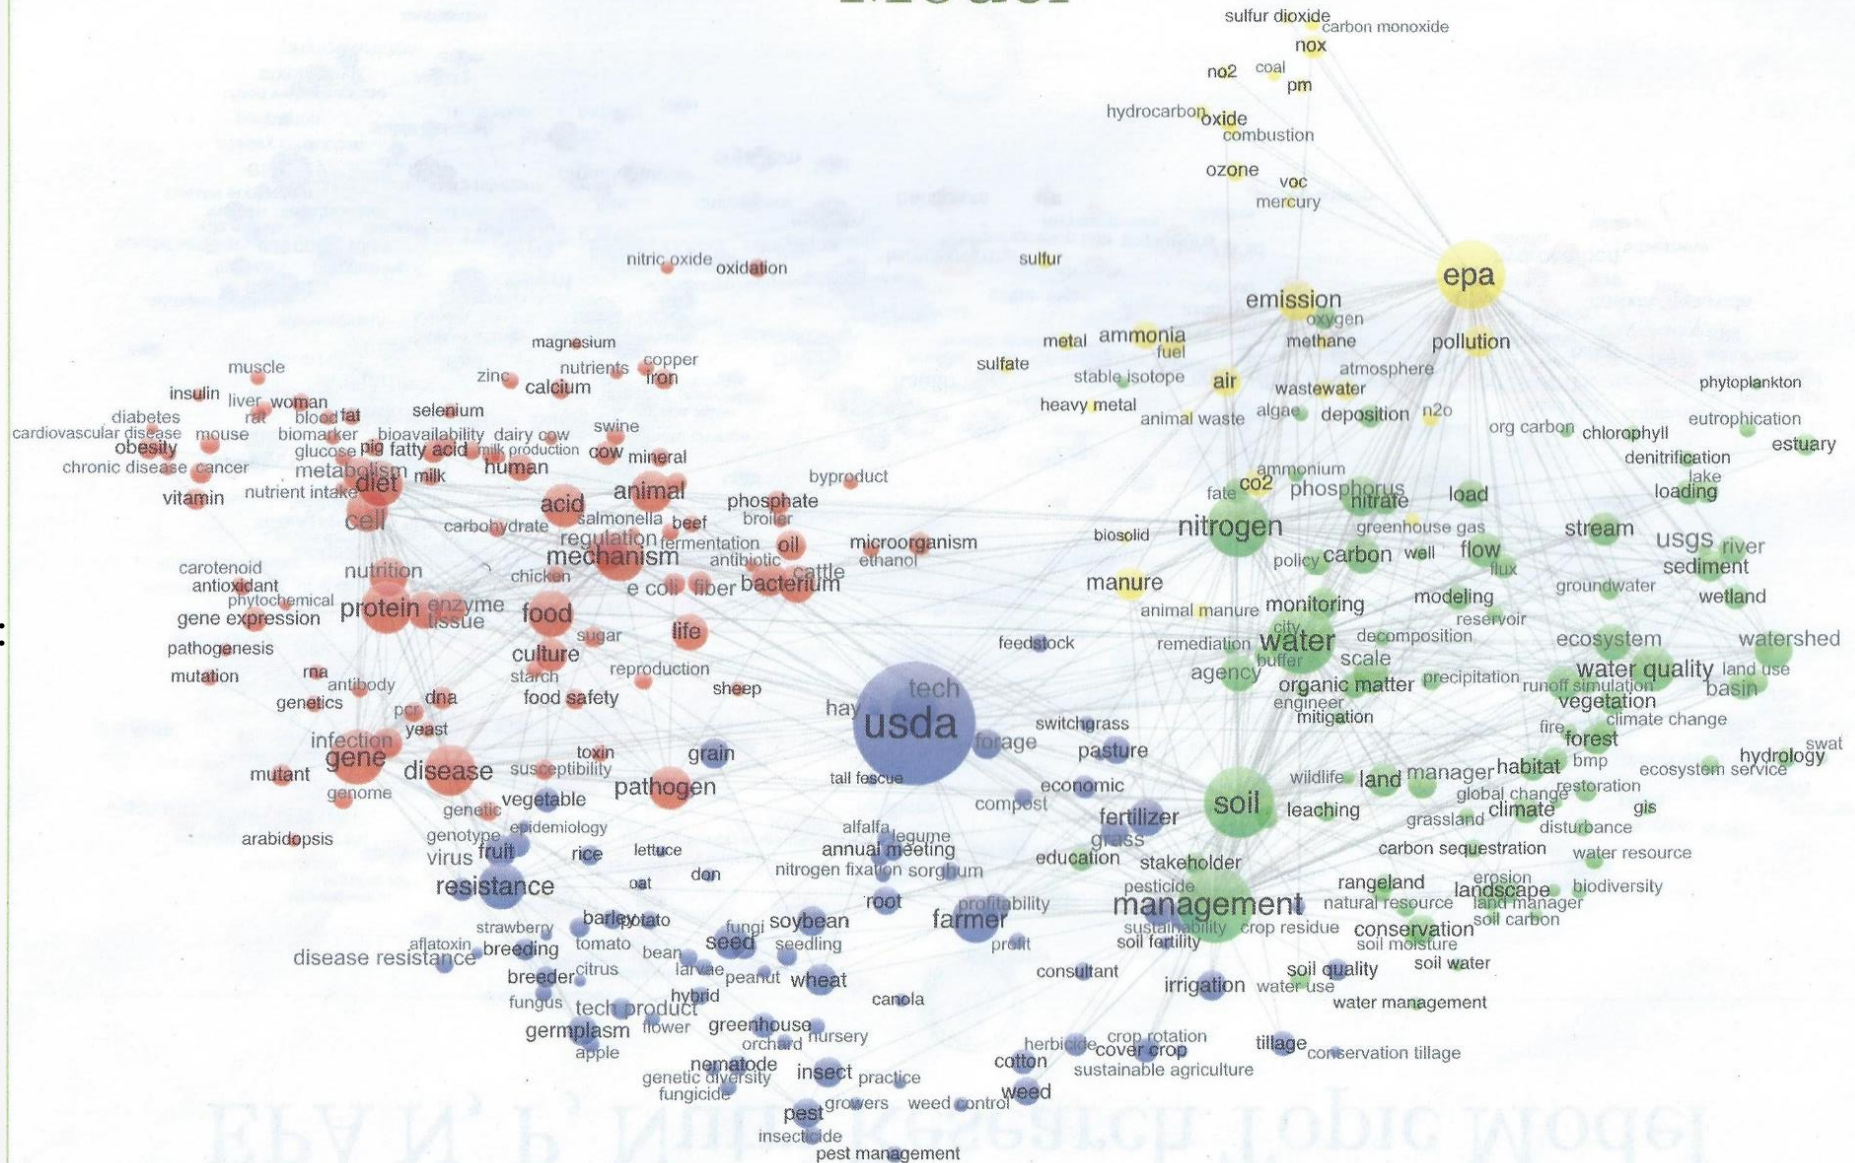 sulfur dioxide
carbon monoxide
nox
no2
coal
pm
hydrocarbon
oxide
combustion
ozone
voc
mercury
nitric oxide
oxidation
sulfur
epa
emission
oxygen
magnesium
metal
ammonia
methane
pollution
fuel
muscle
nutrients
copper
sulfate
atmosphere
zinc
calcium
iron
stable isotope
air
wastewater
phytoplankton
insulin
liver
woman
heavy metal
diabetes
rat
blood
fat
selenium
animal waste
algae
deposition
n2o
eutrophication
cardiovascular disease
mouse
biomarker
bioavailability
dairy cow
swine
org carbon
chlorophyll
estuary
obesity
glucose
pig
fatty acid
milk production
cow
mineral
denitrification
chronic disease
cancer
metabolism
milk
human
byproduct
ammonium
lake
vitamin
nutrient intake
diet
acid
animal
phosphate
fate
co2
phosphorus
nitrate
load
loading
cell
carbohydrate
salmonella
beef
broiler
nitrogen
greenhouse gas
stream
regulation
fermentation
oil
microorganism
biosolid
usgs
river
mechanism
antibiotic
ethanol
policy
carbon
well
flow
sediment
carotenoid
nutrition
chicken
cattle
flux
antioxidant
e coli
fiber
bacterium
manure
groundwater
phytochemical
protein
enzyme
food
animal manure
monitoring
modeling
wetland
gene expression
tissue
life
city
reservoir
pathogenesis
sugar
feedstock
remediation
water
decomposition
ecosystem
watershed
culture
buffer
scale
mutation
rna
starch
reproduction
agency
water quality
land use
antibody
tech
organic matter
precipitation
runoff
simulation
basin
genetics
dna
food safety
sheep
engineer
vegetation
pcr
hay
usda
switchgrass
mitigation
climate change
yeast
fire
infection
forage
pasture
forest
swat
gene
toxin
grain
bmp
hydrology
mutant
disease
susceptibility
tall fescue
economic
wildlife
land
manager
habitat
ecosystem service
genome
vegetable
pathogen
compost
soil
global change
restoration
genetic
fertilizer
leaching
climate
gis
arabidopsis
genotype
epidemiology
alfalfa
legume
grass
grassland
disturbance
virus
fruit
rice
lettuce
annual meeting
education
stakeholder
carbon sequestration
water resource
resistance
oat
don
nitrogen fixation
sorghum
pesticide
rangeland
erosion
landscape
biodiversity
root
profitability
management
natural resource
land manager
strawberry
barley
potato
fungi
soybean
farmer
sustainability
crop residue
conservation
soil carbon
aflatoxin
breeding
tomato
bean
seed
seedling
profit
soil fertility
soil moisture
disease resistance
breeder
citrus
larvae
peanut
wheat
consultant
irrigation
soil quality
soil water
fungus
hybrid
canola
water use
tech product
water management
germplasm
flower
greenhouse
nursery
apple
orchard
herbicide
crop rotation
cover crop
tillage
conservation tillage
nematode
insect
practice
cotton
sustainable agriculture
genetic diversity
fungicide
pest
growers
weed control
weed
insecticide
pest management